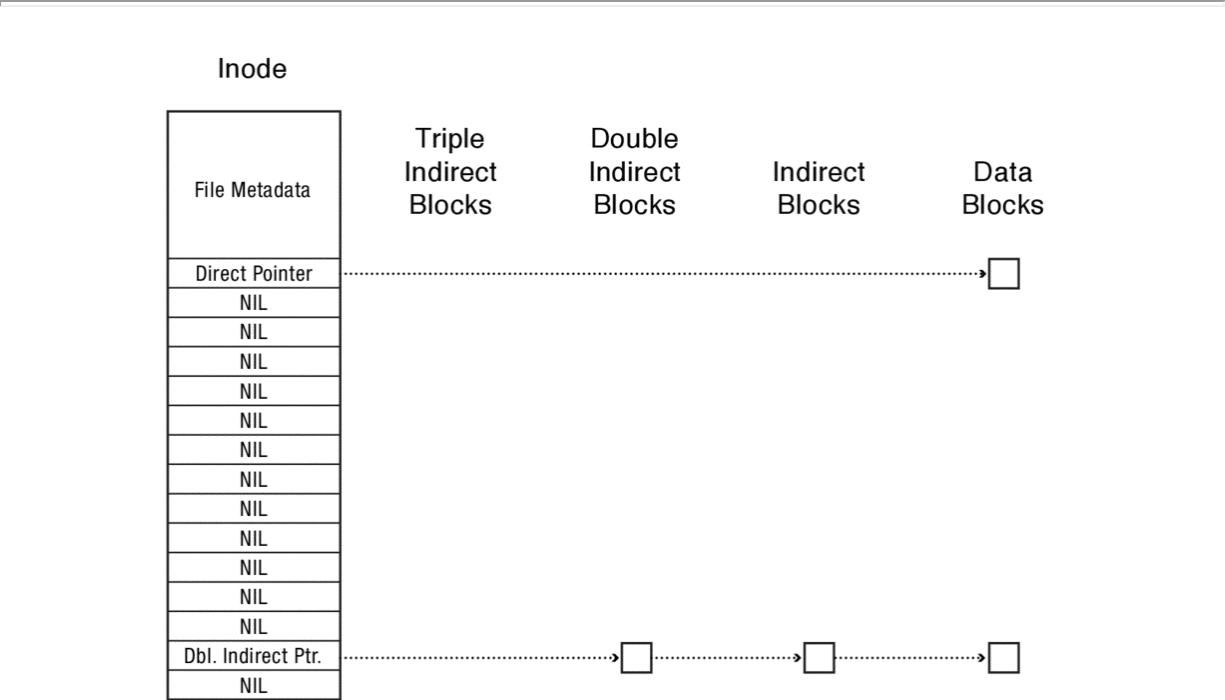 Inode
Triple
Indirect
Blocks
Double
Indirect
Blocks
Indirect
Blocks
Data
Blocks
File Metadata
Direct Pointer
NIL
NIL
NIL
NIL
NIL
NIL
NIL
NIL
NIL
NIL
NIL
NIL
Dbl. Indirect Ptr.
NIL